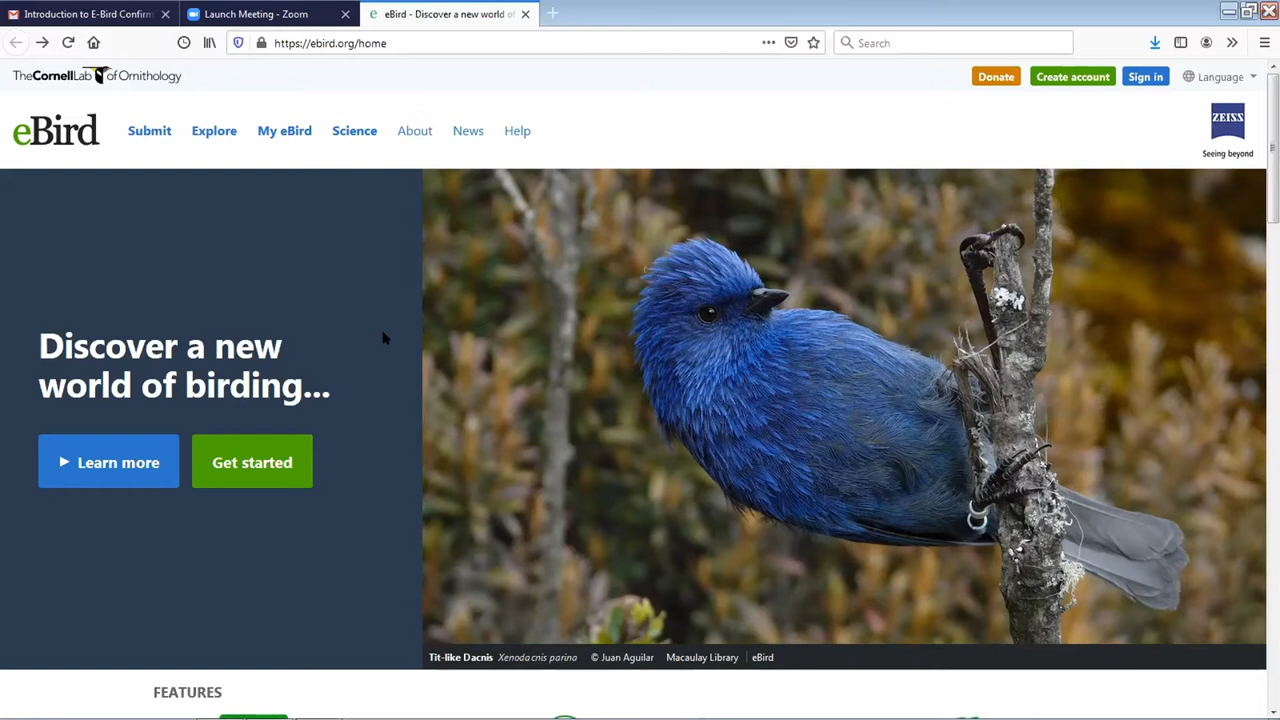 Introduction to E-Bird Confirm
Launch Meeting - Zoom
eBird - Discover a new world of
https://ebird.org/home
Search
TheCornellLab of Ornithology
Donate
Create account
Sign in
Language
eBird
Submit
Explore
My eBird
Science
About
News
Help
ZEISS
Seeing beyond
Discover a new
world of birding...
Learn more
Get started
Tit-like Dacnis Xenodacnis parina © Juan Aguilar Macaulay Library eBird
FEATURES